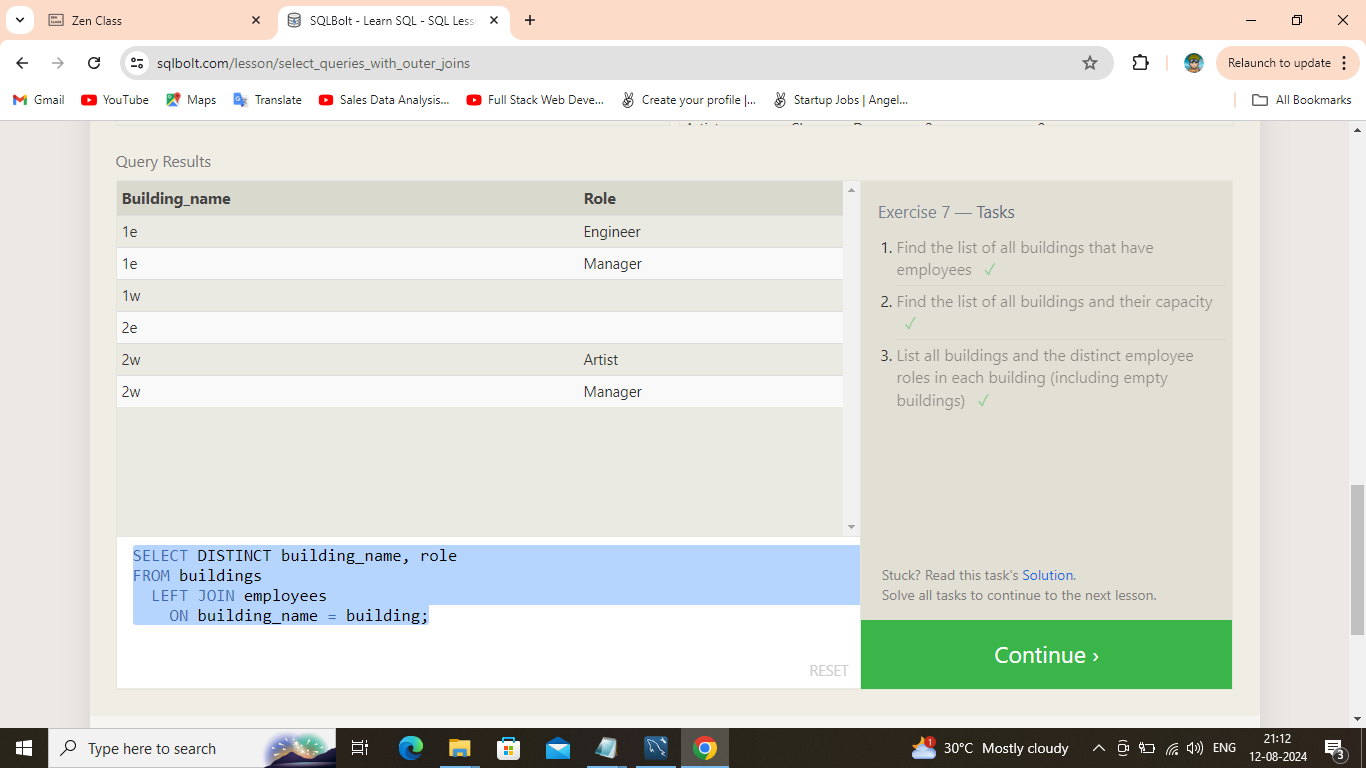 Zen Class
SQLBolt - Learn SQL - SQL Less
sqlbolt.com/lesson/select_queries_with_outer_joins
Relaunch to update
Gmail
YouTube
Maps
Translate
Sales Data Analysis...
Full Stack Web Deve...
Create your profile |...
Startup Jobs | Angel...
All Bookmarks
Query Results
Building_name Role
1e Engineer
1e Manager
1w
2e
2w Artist
2w Manager
Exercise 7 — Tasks
1. Find the list of all buildings that have
employees ✓
2. Find the list of all buildings and their capacity
✓
3. List all buildings and the distinct employee
roles in each building (including empty
buildings) ✓
SELECT DISTINCT building_name, role
FROM buildings
LEFT JOIN employees
ON building_name = building;
RESET
Stuck? Read this task's Solution.
Solve all tasks to continue to the next lesson.
Continue ›
Type here to search
30°C Mostly cloudy
ENG
21:12
12-08-2024
1
3